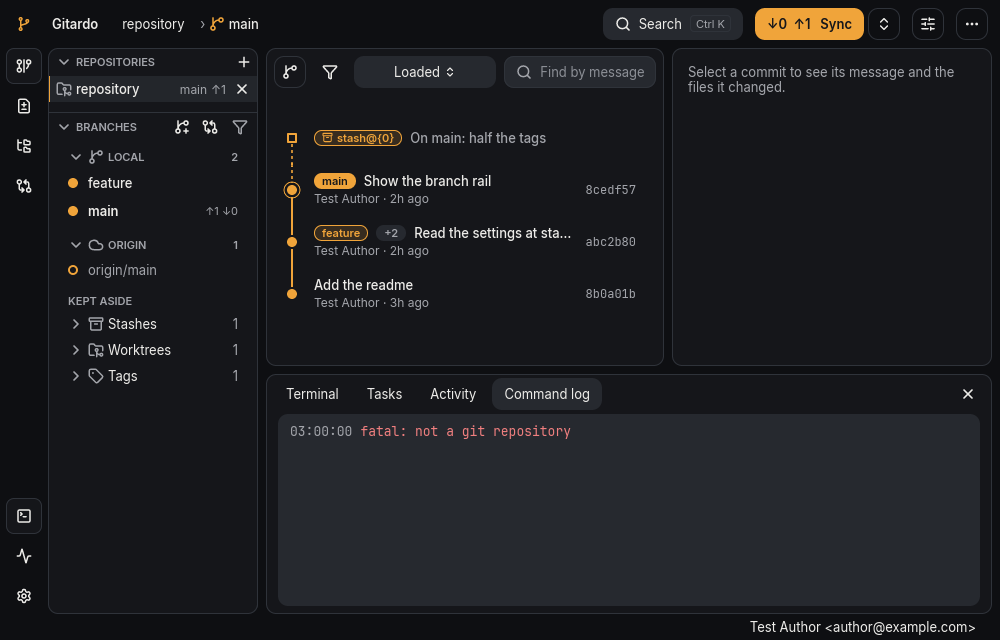 Gitardo repository › main Search Ctrl K ↓0 ↑1 Sync
REPOSITORIES
repository main ↑1
BRANCHES
LOCAL 2
feature
main ↑1 ↓0
ORIGIN 1
origin/main
KEPT ASIDE
Stashes 1
Worktrees 1
Tags 1
Loaded Find by message
stash@{0} On main: half the tags
main Show the branch rail
Test Author · 2h ago 8cedf57
feature +2 Read the settings at sta...
Test Author · 2h ago abc2b80
Add the readme
Test Author · 3h ago 8b0a01b
Select a commit to see its message and the
files it changed.
Terminal Tasks Activity Command log
03:00:00 fatal: not a git repository
Test Author <author@example.com>